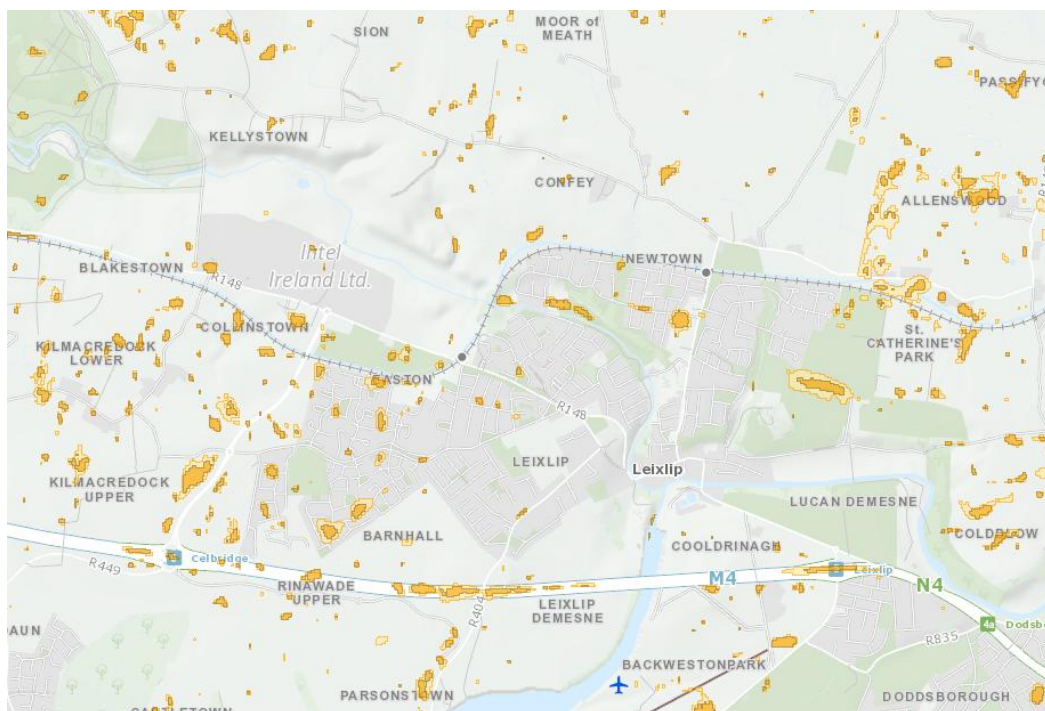 SION
MOOR of
MEATH
KELLYSTOWN
CONFEY
ALLENSWOOD
Intel
Ireland Ltd.
BLAKESTOWN
R148
NEWTOWN
COLLINSTOWN
KILMACREDOCK
LOWER
St.
CATHERINE'S
PARK
R148
LEIXLIP
Leixlip
KILMACREDOCK
UPPER
LUCAN DEMESNE
BARNHALL
COOLDRINAGH
Celbridge
R449
RINAWADE
UPPER
M4
Leixlip
N4
LEIXLIP
DEMESNE
4a
R835
BACKWESTONPARK
PARSONSTOWN
DODDSBOROUGH